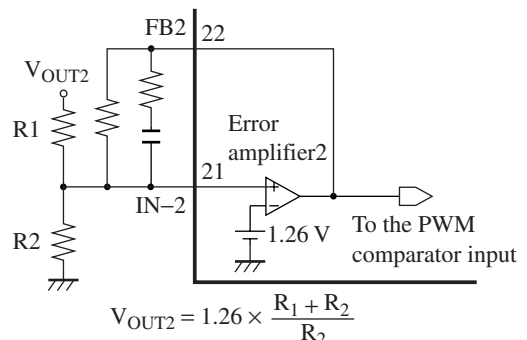 FB2
22
VOUT2
R1
Error
amplifier2
21
+
−
IN−2
R2
1.26 V
To the PWM
comparator input
VOUT2 = 1.26 × R1 + R2
R2